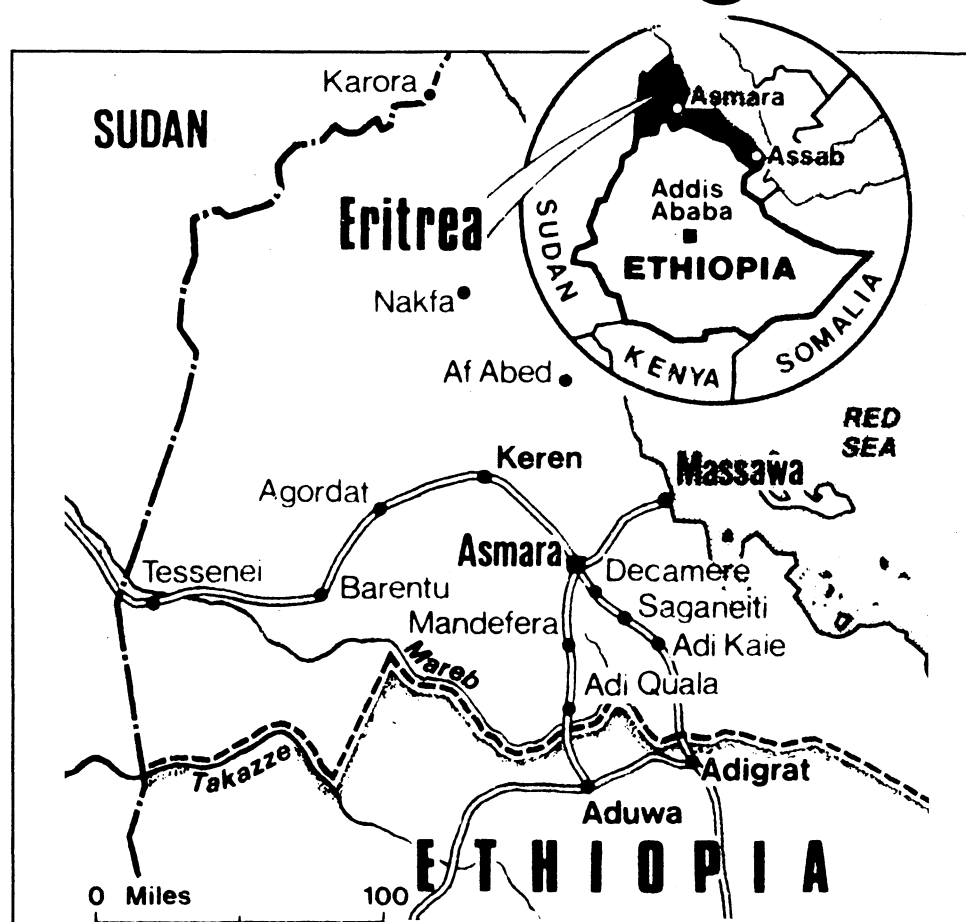 Karora
SUDAN
Asmara
Assab
Addis
Ababa
ETHIOPIA
SUDAN
KENYA
SOMALIA
Eritrea
Nakfa
Af Abed
RED
SEA
Keren
Massawa
Agordat
Asmara
Decamere
Tessenei
Barentu
Saganeiti
Mandefera
Adi Kaie
Mareb
Adi Quala
Takazze
Adigrat
Aduwa
ETHIOPIA
0 Miles 100